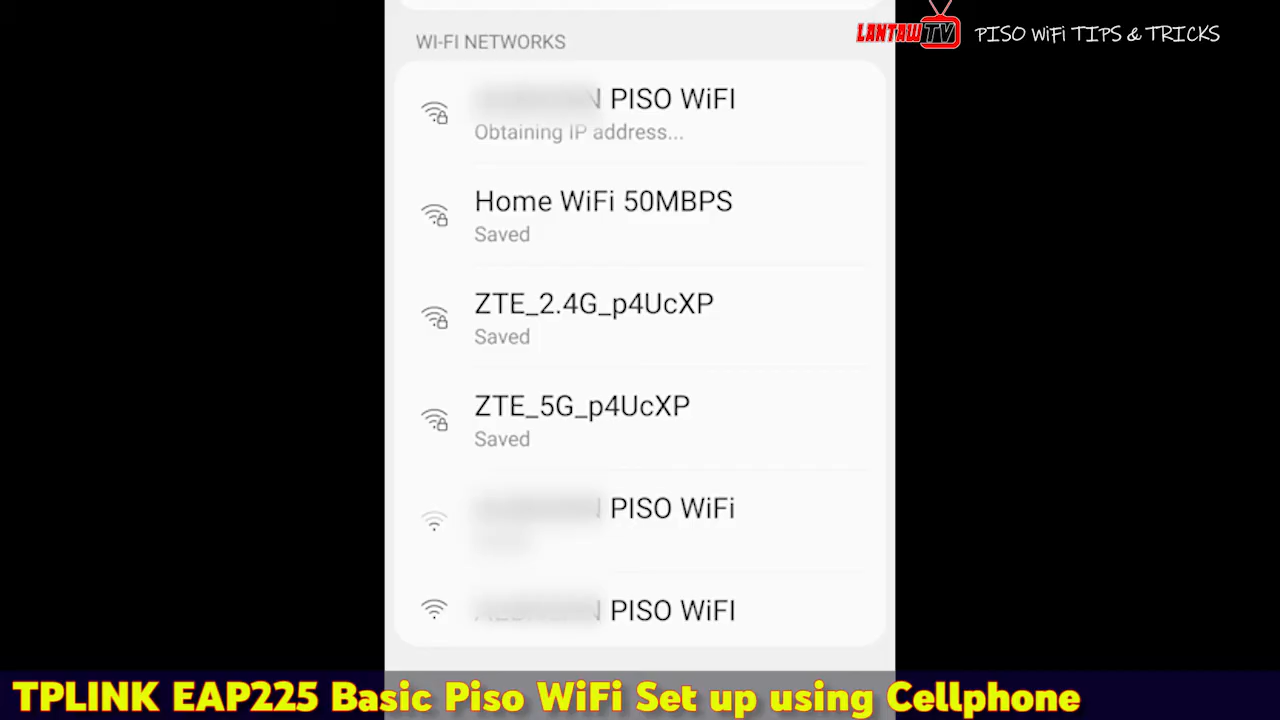 LANTAW TV PISO WiFi TIPS & TRICKS
WI-FI NETWORKS
PISO WiFI
Obtaining IP address...
Home WiFi 50MBPS
Saved
ZTE_2.4G_p4UcXP
Saved
ZTE_5G_p4UcXP
Saved
PISO WiFi
PISO WiFI
TPLINK EAP225 Basic Piso WiFi Set up using Cellphone